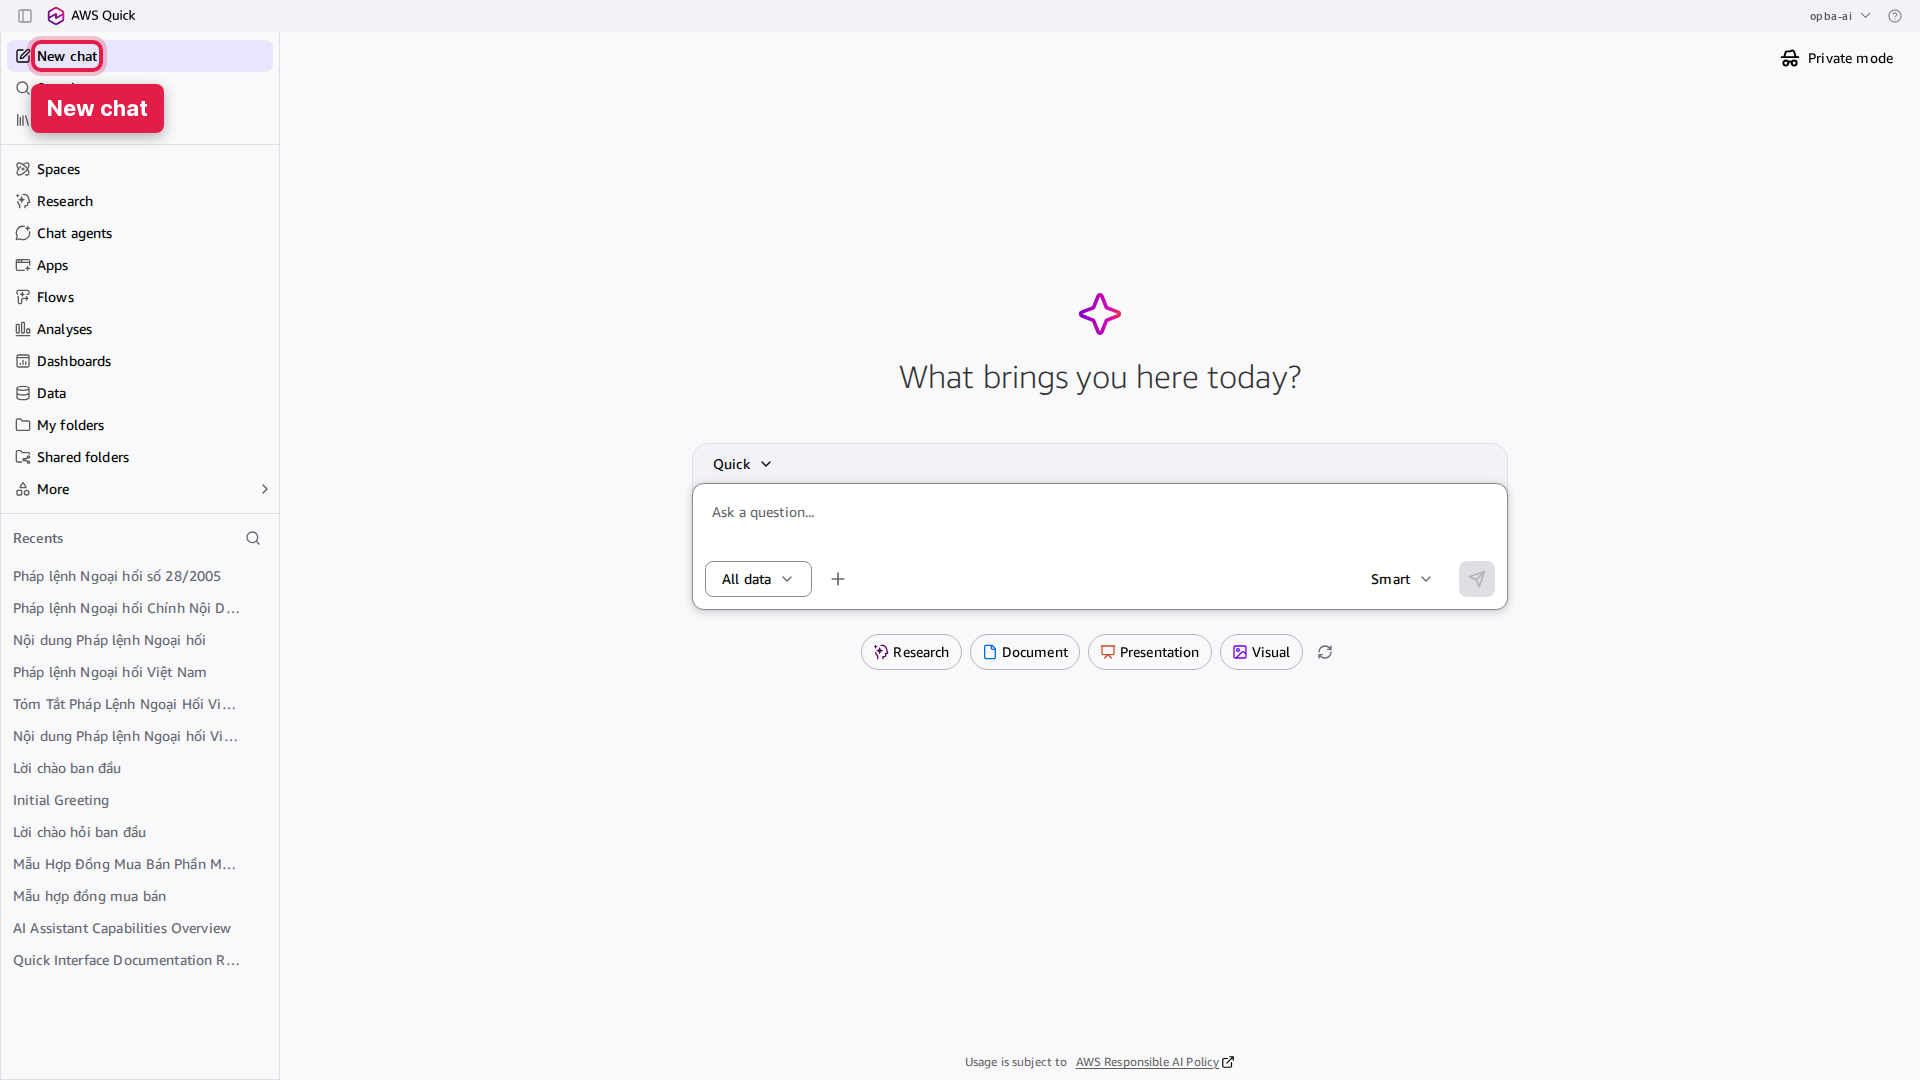 AWS Quick
opba-ai
New chat
New chat
Private mode
Spaces
Research
Chat agents
Apps
Flows
Analyses
Dashboards
Data
My folders
Shared folders
More
Recents
Pháp lệnh Ngoại hối số 28/2005
Pháp lệnh Ngoại hối Chính Nội D...
Nội dung Pháp lệnh Ngoại hối
Pháp lệnh Ngoại hối Việt Nam
Tóm Tắt Pháp Lệnh Ngoại Hối Vi...
Nội dung Pháp lệnh Ngoại hối Vi...
Lời chào ban đầu
Initial Greeting
Lời chào hỏi ban đầu
Mẫu Hợp Đồng Mua Bán Phần M...
Mẫu hợp đồng mua bán
AI Assistant Capabilities Overview
Quick Interface Documentation R...
What brings you here today?
Quick
Ask a question...
All data
Smart
Research
Document
Presentation
Visual
Usage is subject to AWS Responsible AI Policy